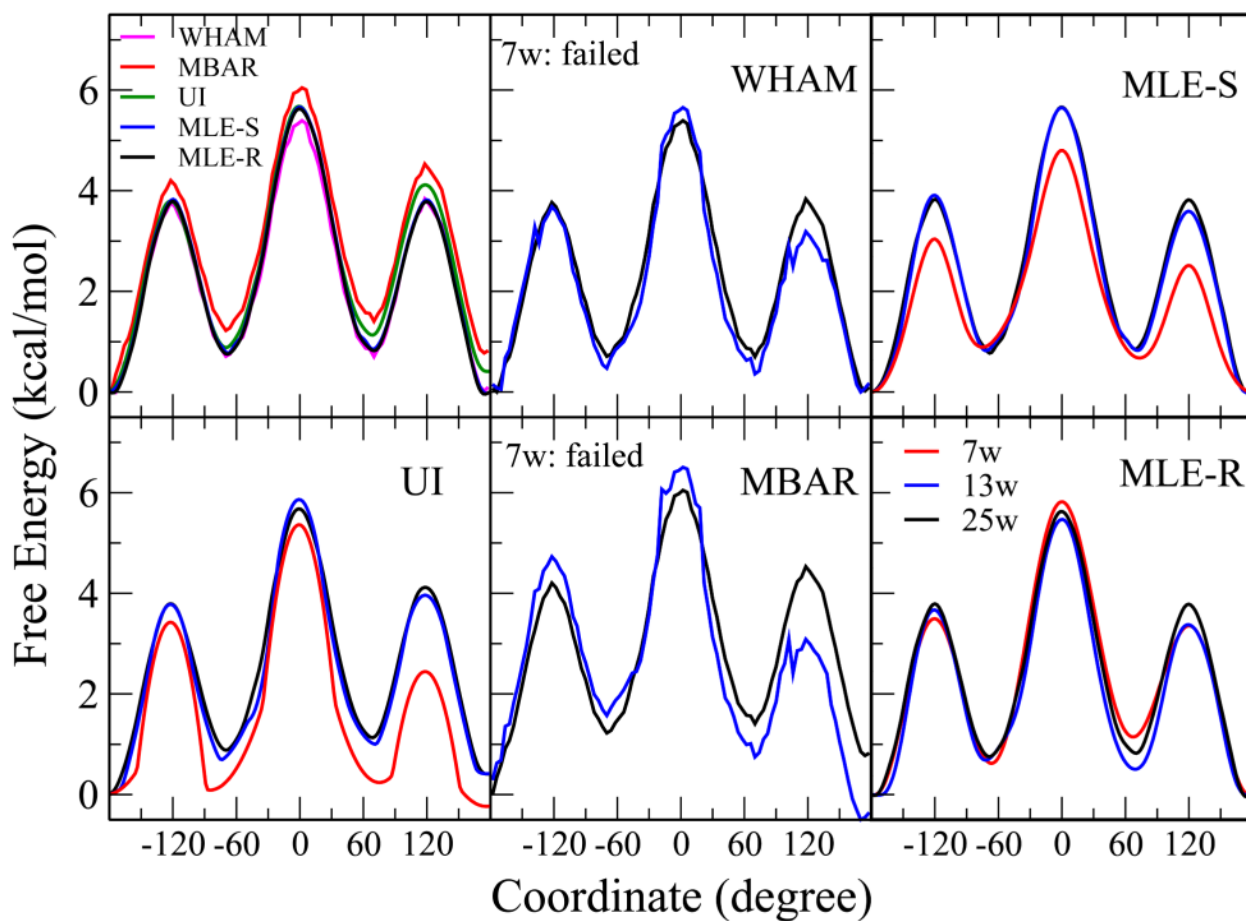 WHAM
MBAR
UI
MLE-S
MLE-R
7w: failed
WHAM
MLE-S
6
4
2
0
UI
7w: failed
MBAR
7w
13w
25w
MLE-R
6
4
2
0
-120 -60 0 60 120
-120 -60 0 60 120
-120 -60 0 60 120
Free Energy (kcal/mol)
Coordinate (degree)